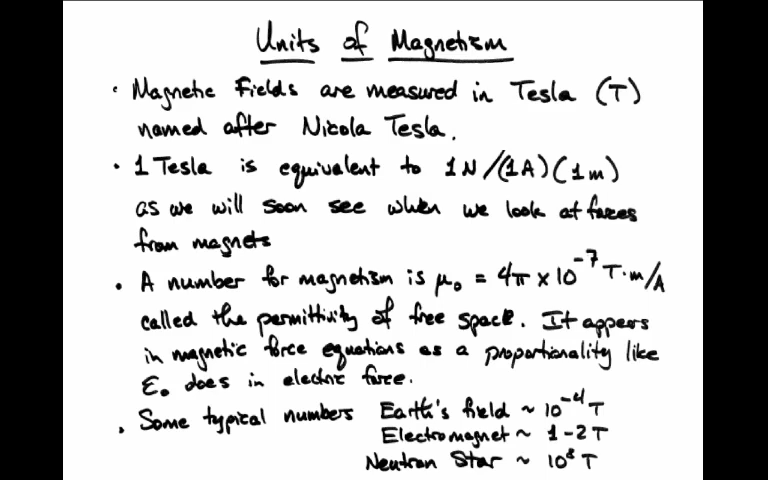 Units of Magnetism
• Magnetic Fields are measured in Tesla (T)
named after Nicola Tesla.
• 1 Tesla is equivalent to 1N/(1A)(1m)
as we will soon see when we look at forces
from magnets
• A number for magnetism is μ₀ = 4π × 10⁻⁷ T·m/A
called the permittivity of free space. It appears
in magnetic force equations as a proportionality like
ε₀ does in electric force.
• Some typical numbers Earth's field ~ 10⁻⁴ T
Electromagnet ~ 1-2 T
Neutron Star ~ 10⁸ T